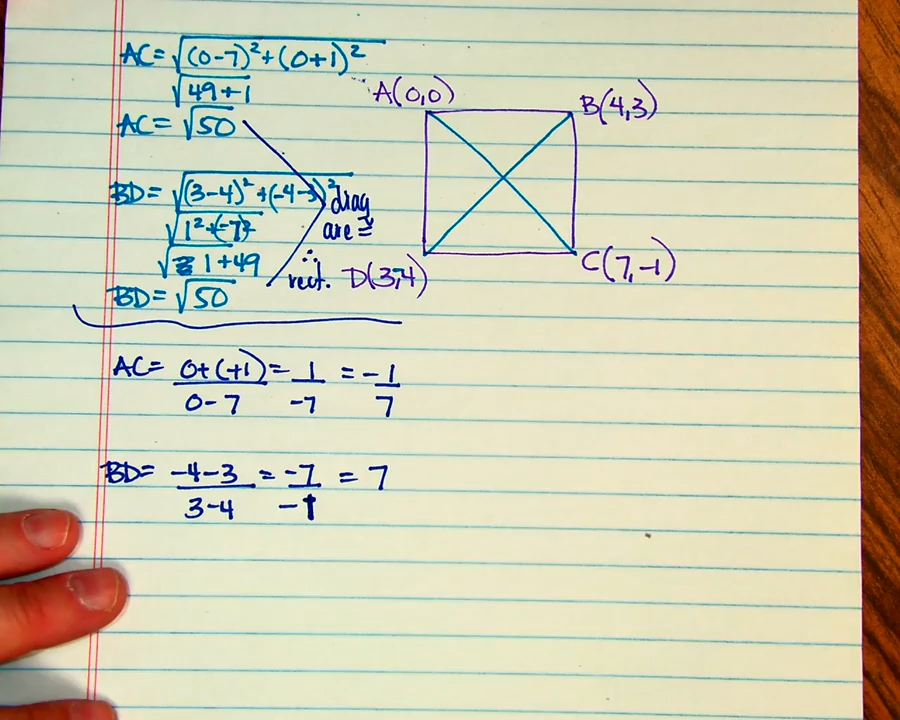 AC = √(0-7)² + (0+1)²
√49+1
AC = √50
A(0,0)
B(4,3)
BD = √(3-4)² + (-4-3)²
√1² + (-7)²
√1+49
BD = √50
diag
are ≅
∴
rect.
D(3,-4)
C(7,-1)
AC = 0+(+1) / 0-7 = 1 / -7 = -1/7
BD = -4-3 / 3-4 = -7 / -1 = 7